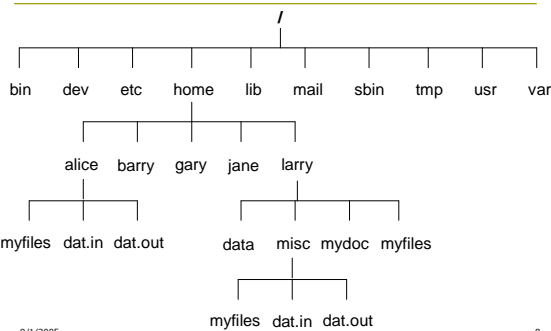 /
bin dev etc home lib mail sbin tmp usr var
alice barry gary jane larry
myfiles dat.in dat.out data misc mydoc myfiles
myfiles dat.in dat.out